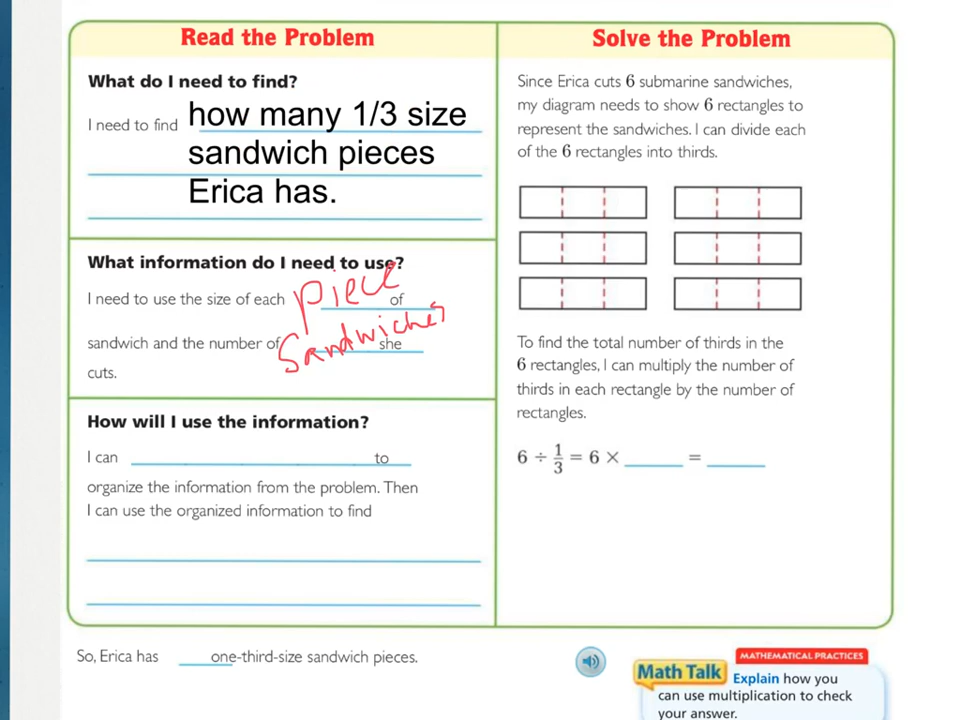 Read the Problem
What do I need to find?
I need to find how many 1/3 size
sandwich pieces
Erica has.
What information do I need to use?
I need to use the size of each piece of
sandwich and the number of Sandwiches she
cuts.
How will I use the information?
I can ____ to
organize the information from the problem. Then
I can use the organized information to find
Solve the Problem
Since Erica cuts 6 submarine sandwiches,
my diagram needs to show 6 rectangles to
represent the sandwiches. I can divide each
of the 6 rectangles into thirds.
To find the total number of thirds in the
6 rectangles, I can multiply the number of
thirds in each rectangle by the number of
rectangles.
6 ÷ 1/3 = 6 × ____ = ____
So, Erica has ____ one-third-size sandwich pieces.
MATHEMATICAL PRACTICES
Math Talk
Explain how you
can use multiplication to check
your answer.